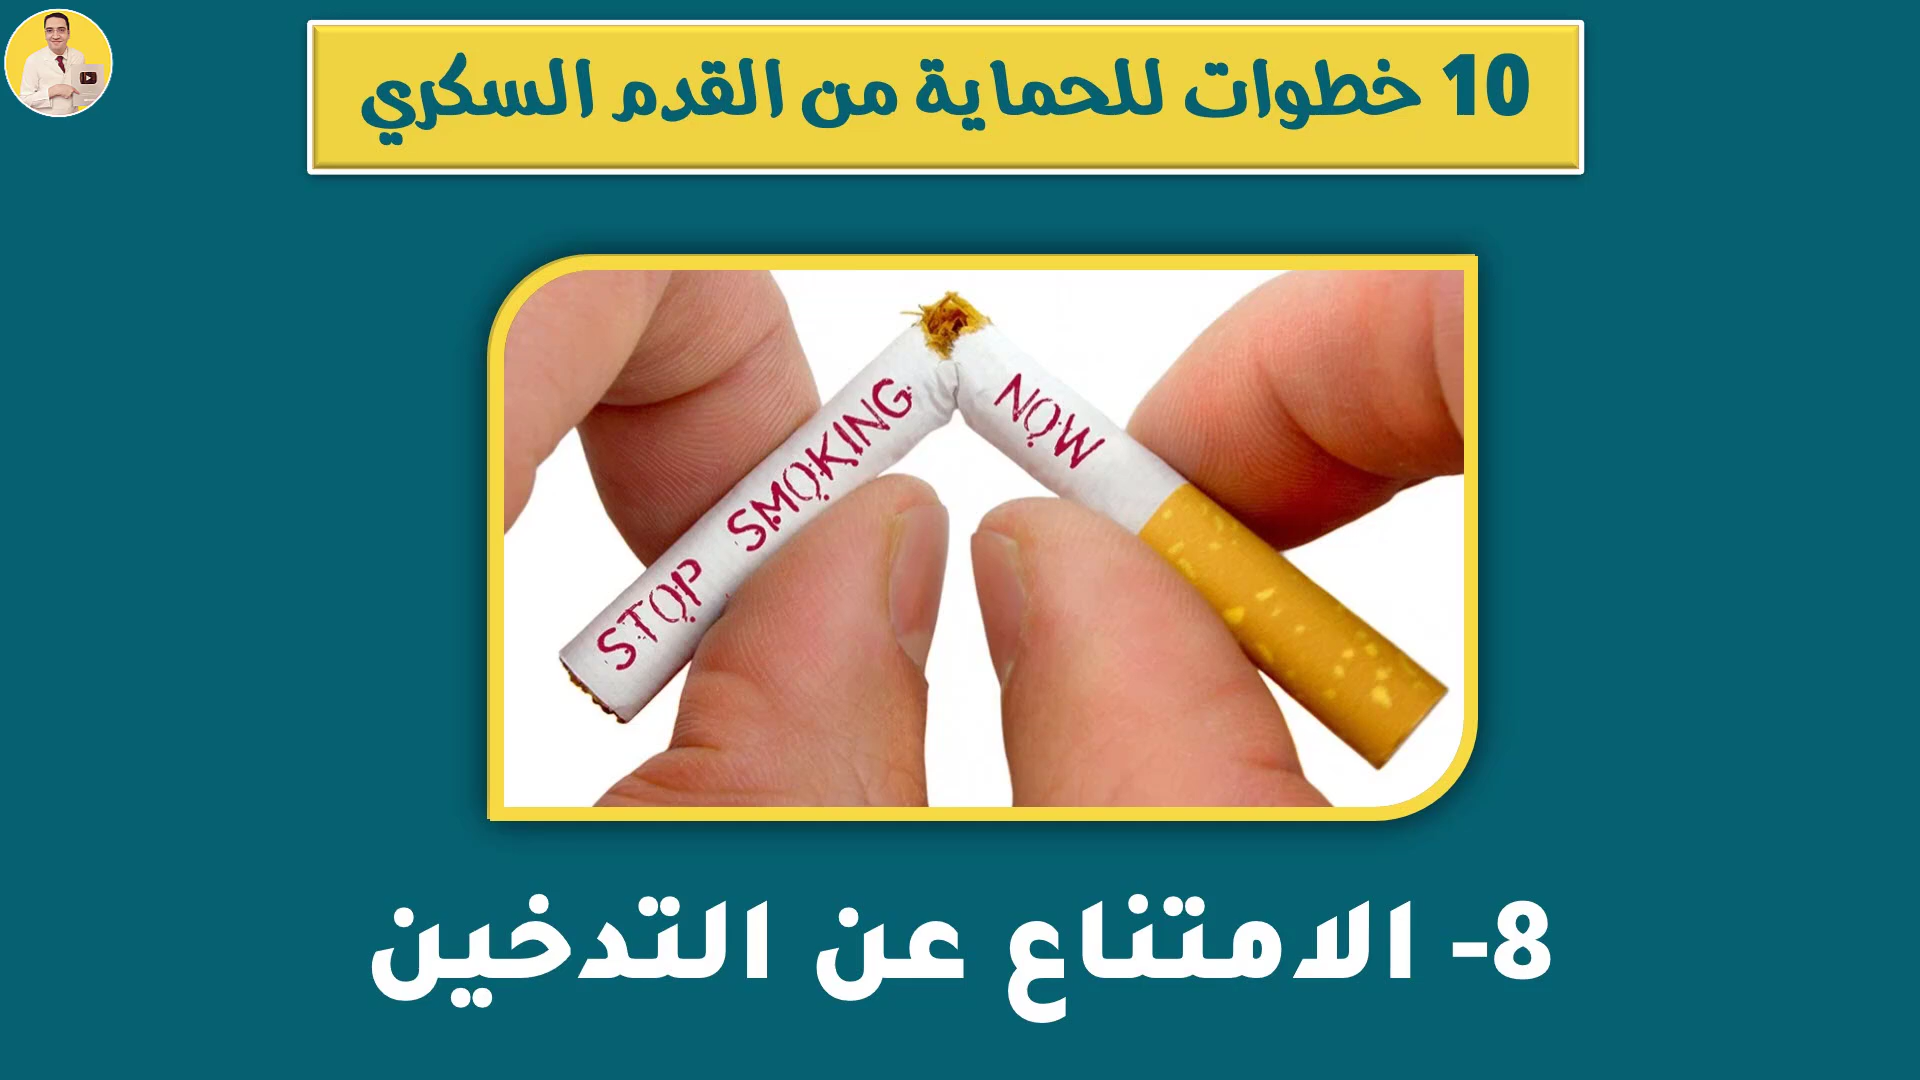 10 خطوات للحماية من القدم السكري
STOP SMOKING NOW
8- الامتناع عن التدخين